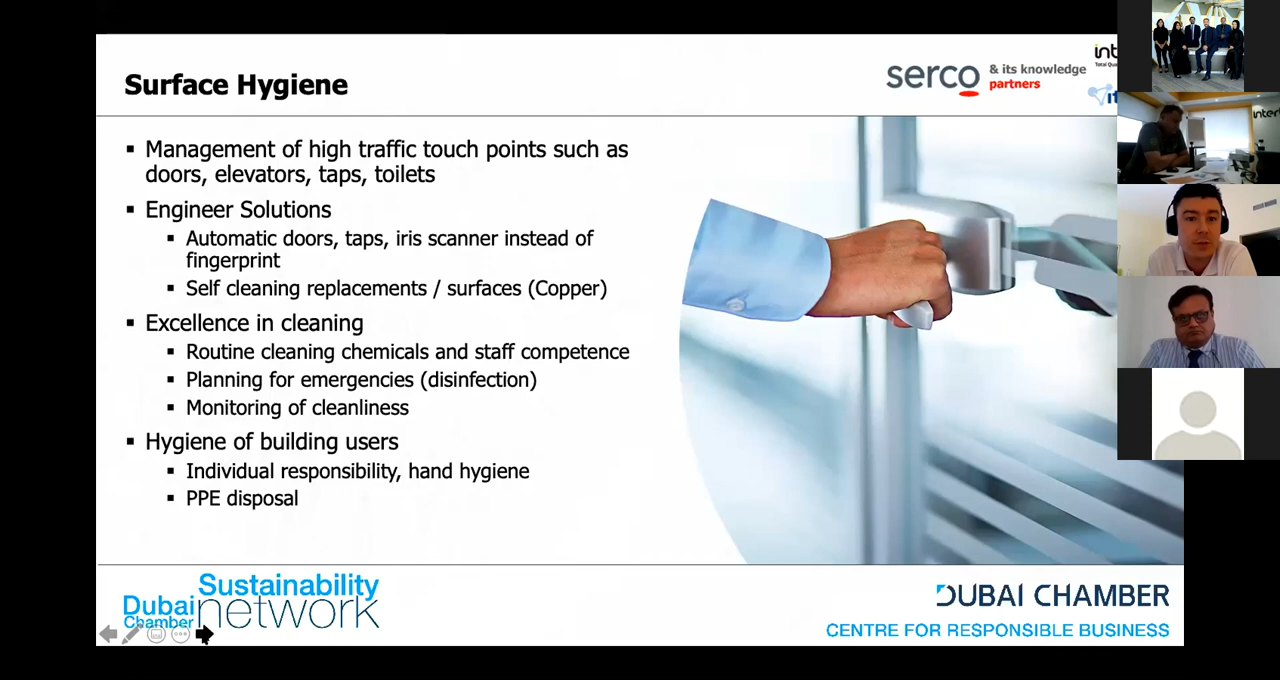 Surface Hygiene
serco & its knowledge
partners
▪ Management of high traffic touch points such as
doors, elevators, taps, toilets
▪ Engineer Solutions
▪ Automatic doors, taps, iris scanner instead of
fingerprint
▪ Self cleaning replacements / surfaces (Copper)
▪ Excellence in cleaning
▪ Routine cleaning chemicals and staff competence
▪ Planning for emergencies (disinfection)
▪ Monitoring of cleanliness
▪ Hygiene of building users
▪ Individual responsibility, hand hygiene
▪ PPE disposal
Dubai
Chamber
Sustainability
network
DUBAI CHAMBER
CENTRE FOR RESPONSIBLE BUSINESS